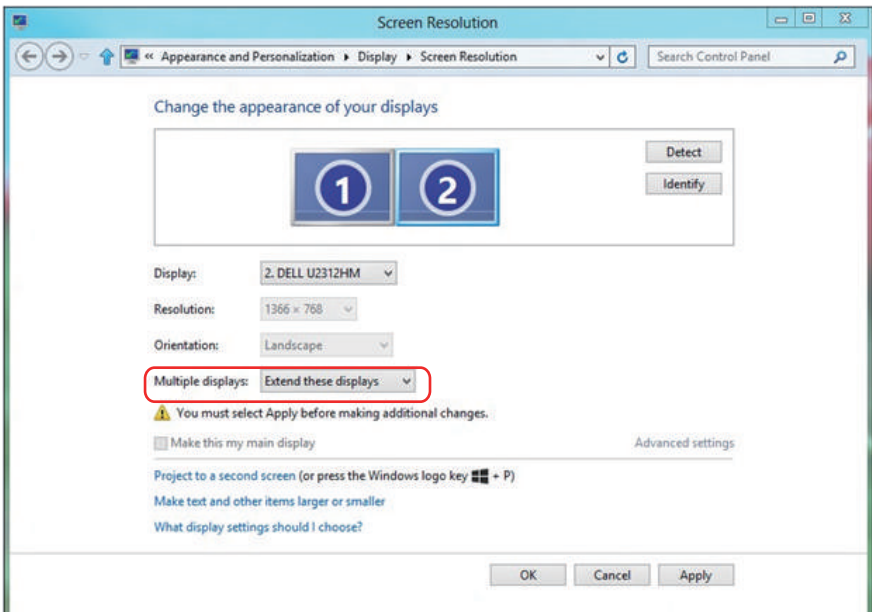 Screen Resolution
« Appearance and Personalization ▸ Display ▸ Screen Resolution
Search Control Panel
Change the appearance of your displays
1 2
Detect
Identify
Display: 2. DELL U2312HM
Resolution: 1366 × 768
Orientation: Landscape
Multiple displays: Extend these displays
You must select Apply before making additional changes.
Make this my main display
Advanced settings
Project to a second screen (or press the Windows logo key + P)
Make text and other items larger or smaller
What display settings should I choose?
OK Cancel Apply